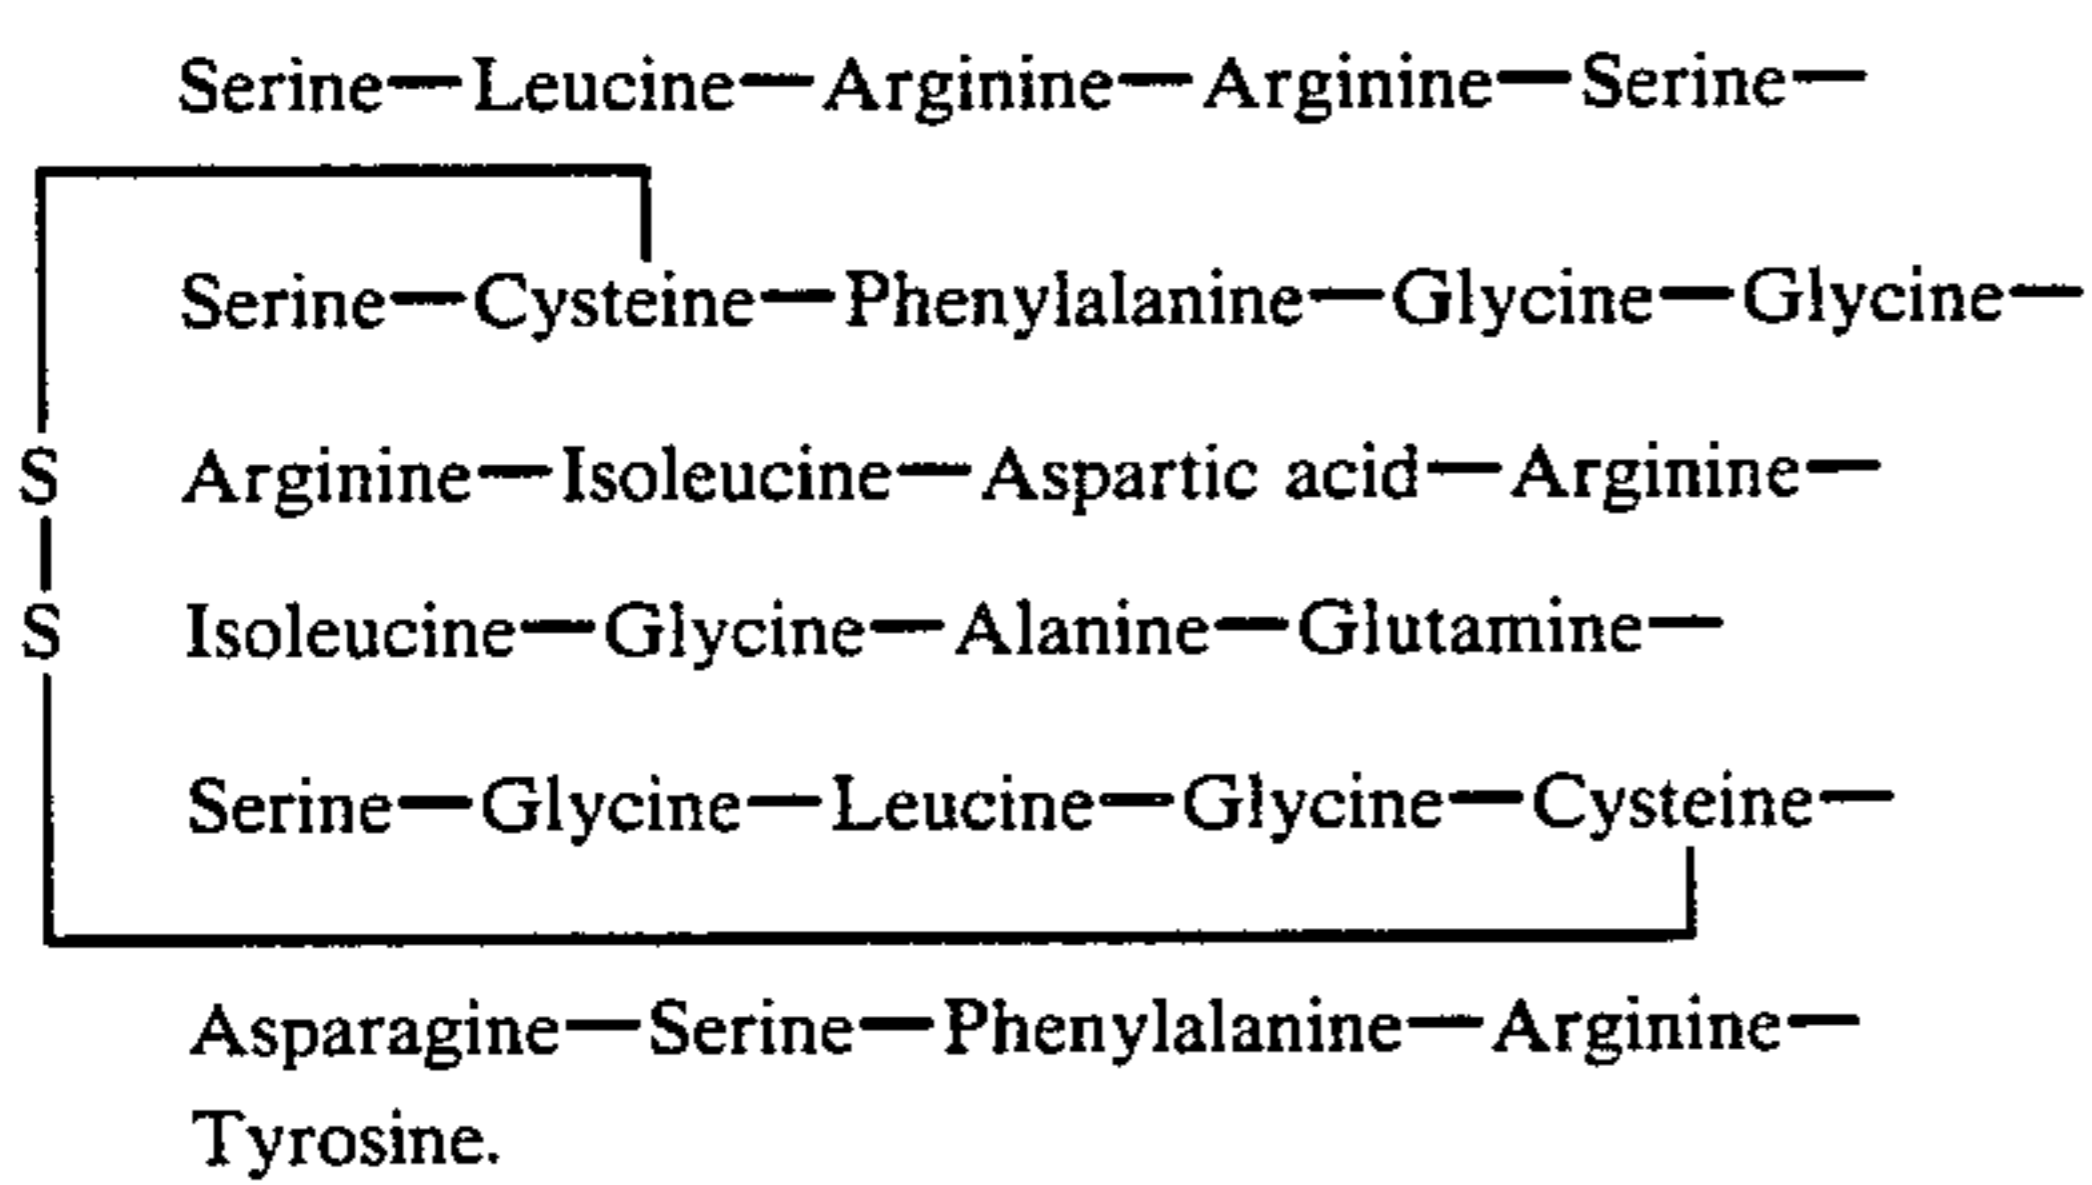 Serine—Leucine—Arginine—Arginine—Serine—
Serine—Cysteine—Phenylalanine—Glycine—Glycine—
S Arginine—Isoleucine—Aspartic acid—Arginine—
S Isoleucine—Glycine—Alanine—Glutamine—
Serine—Glycine—Leucine—Glycine—Cysteine—
Asparagine—Serine—Phenylalanine—Arginine—
Tyrosine.